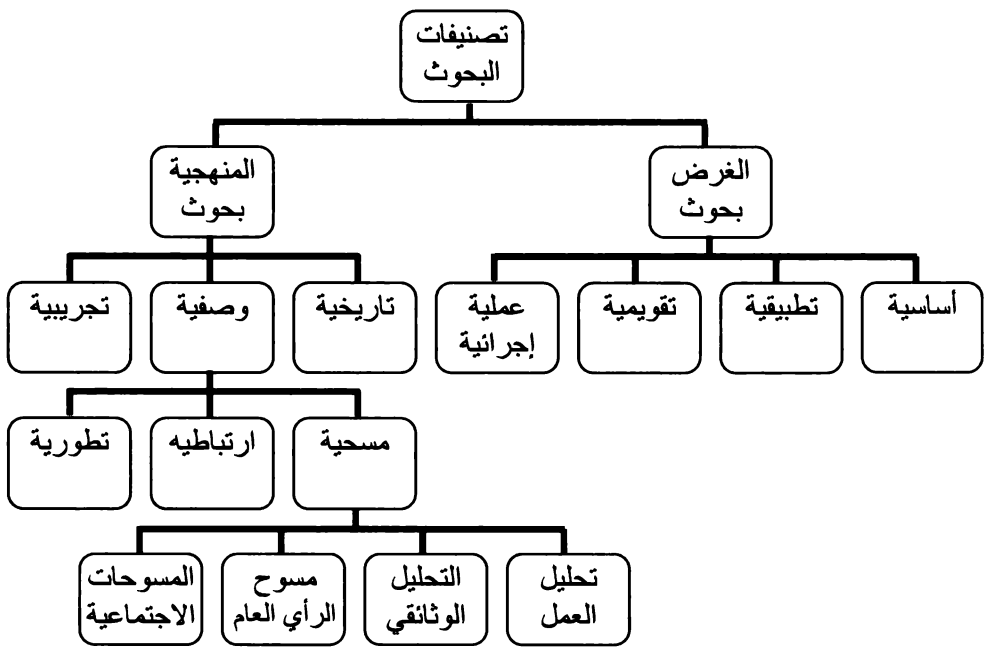 تصنيفات
البحوث
الغرض
بحوث
المنهجية
بحوث
أساسية
تطبيقية
تقويمية
عملية
إجرائية
تاريخية
وصفية
تجريبية
مسحية
ارتباطيه
تطورية
تحليل
العمل
التحليل
الوثائقي
مسوح
الرأي العام
المسوحات
الاجتماعية